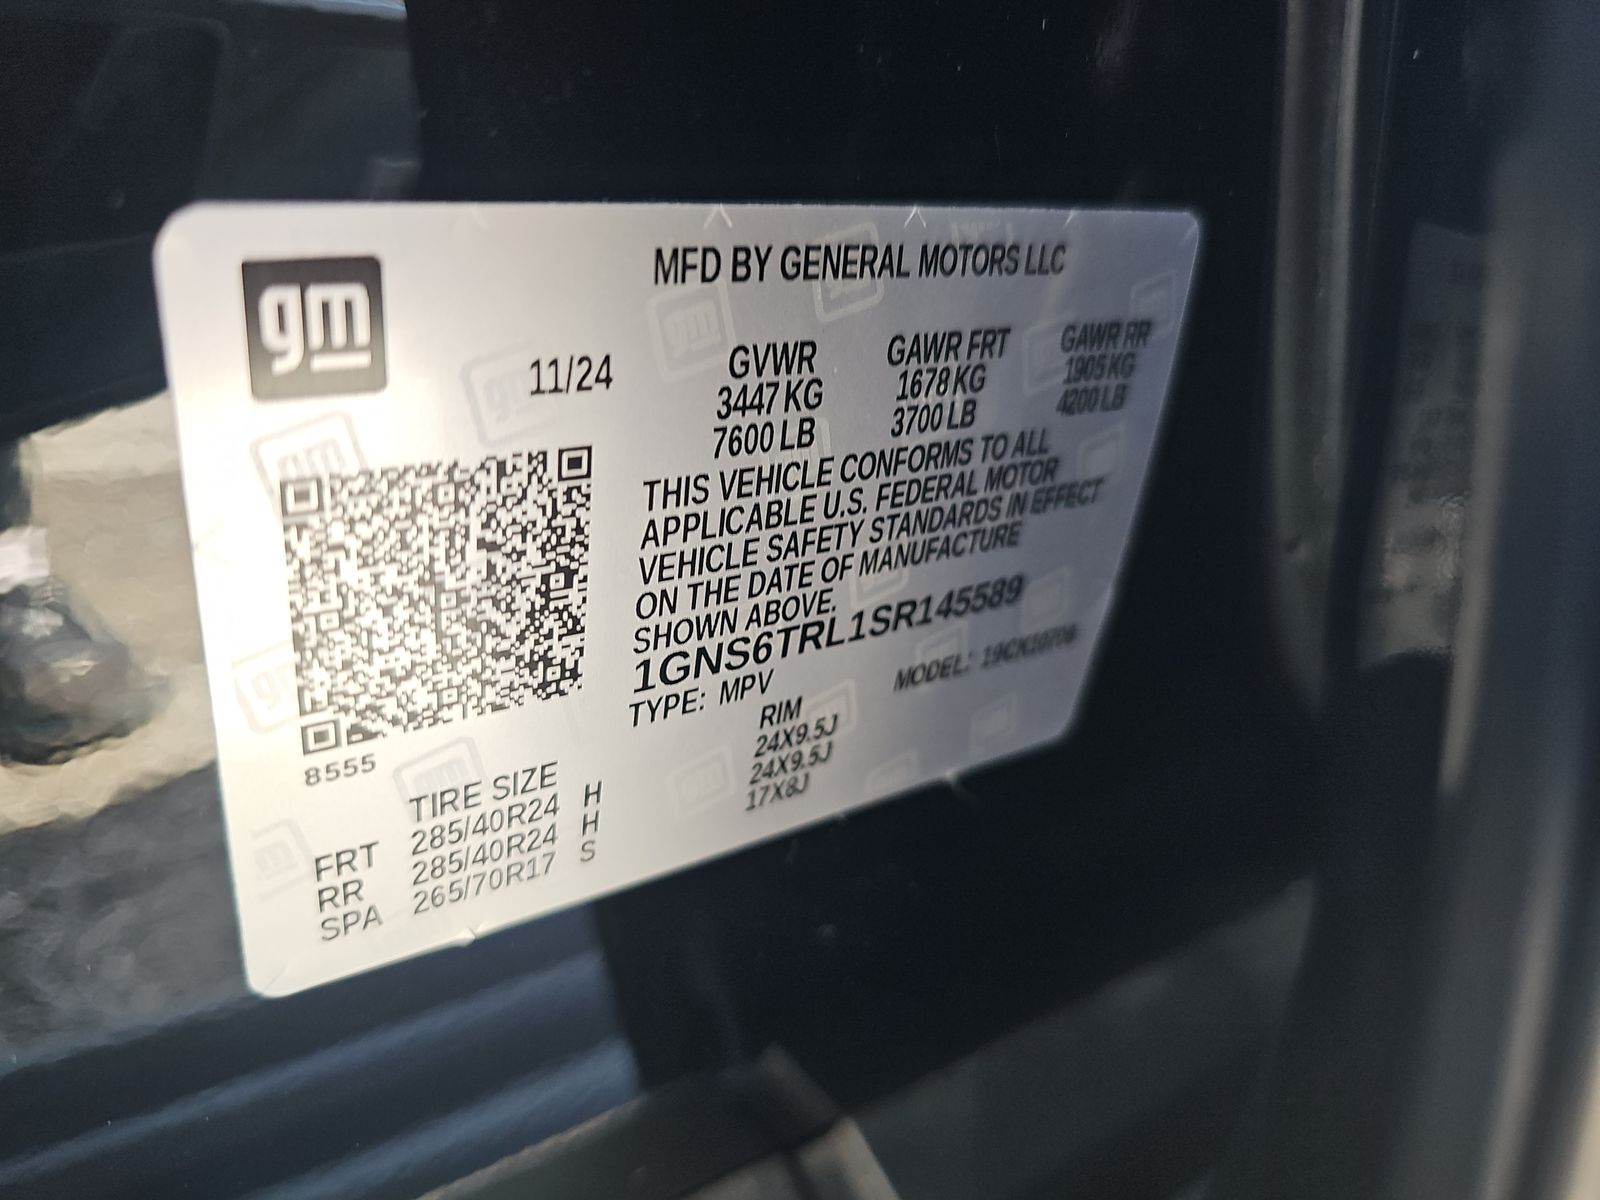 gm
MFD BY GENERAL MOTORS LLC
11/24
GVWR GAWR FRT GAWR RR
3447 KG 1678 KG 1905 KG
7600 LB 3700 LB 4200 LB
THIS VEHICLE CONFORMS TO ALL
APPLICABLE U.S. FEDERAL MOTOR
VEHICLE SAFETY STANDARDS IN EFFECT
ON THE DATE OF MANUFACTURE
SHOWN ABOVE.
1GNS6TRL1SR145589
TYPE: MPV MODEL: 19CK10706
8555
TIRE SIZE RIM
FRT 285/40R24 H 24X9.5J
RR 285/40R24 H 24X9.5J
SPA 265/70R17 S 17X8J